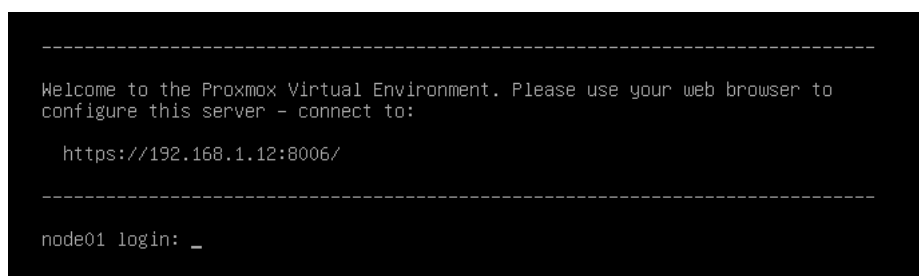 -------------------------------------------------------------------------------
Welcome to the Proxmox Virtual Environment. Please use your web browser to
configure this server - connect to:
https://192.168.1.12:8006/
-------------------------------------------------------------------------------
node01 login: _